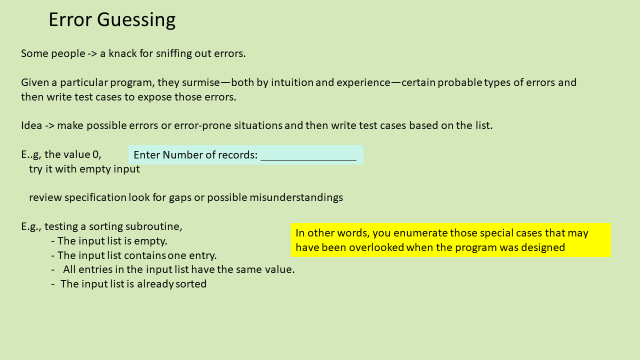 Error Guessing
Some people -> a knack for sniffing out errors.
Given a particular program, they surmise—both by intuition and experience—certain probable types of errors and
then write test cases to expose those errors.
Idea -> make possible errors or error-prone situations and then write test cases based on the list.
E..g, the value 0,
Enter Number of records: ________________
try it with empty input
review specification look for gaps or possible misunderstandings
E.g., testing a sorting subroutine,
- The input list is empty.
- The input list contains one entry.
- All entries in the input list have the same value.
- The input list is already sorted
In other words, you enumerate those special cases that may
have been overlooked when the program was designed